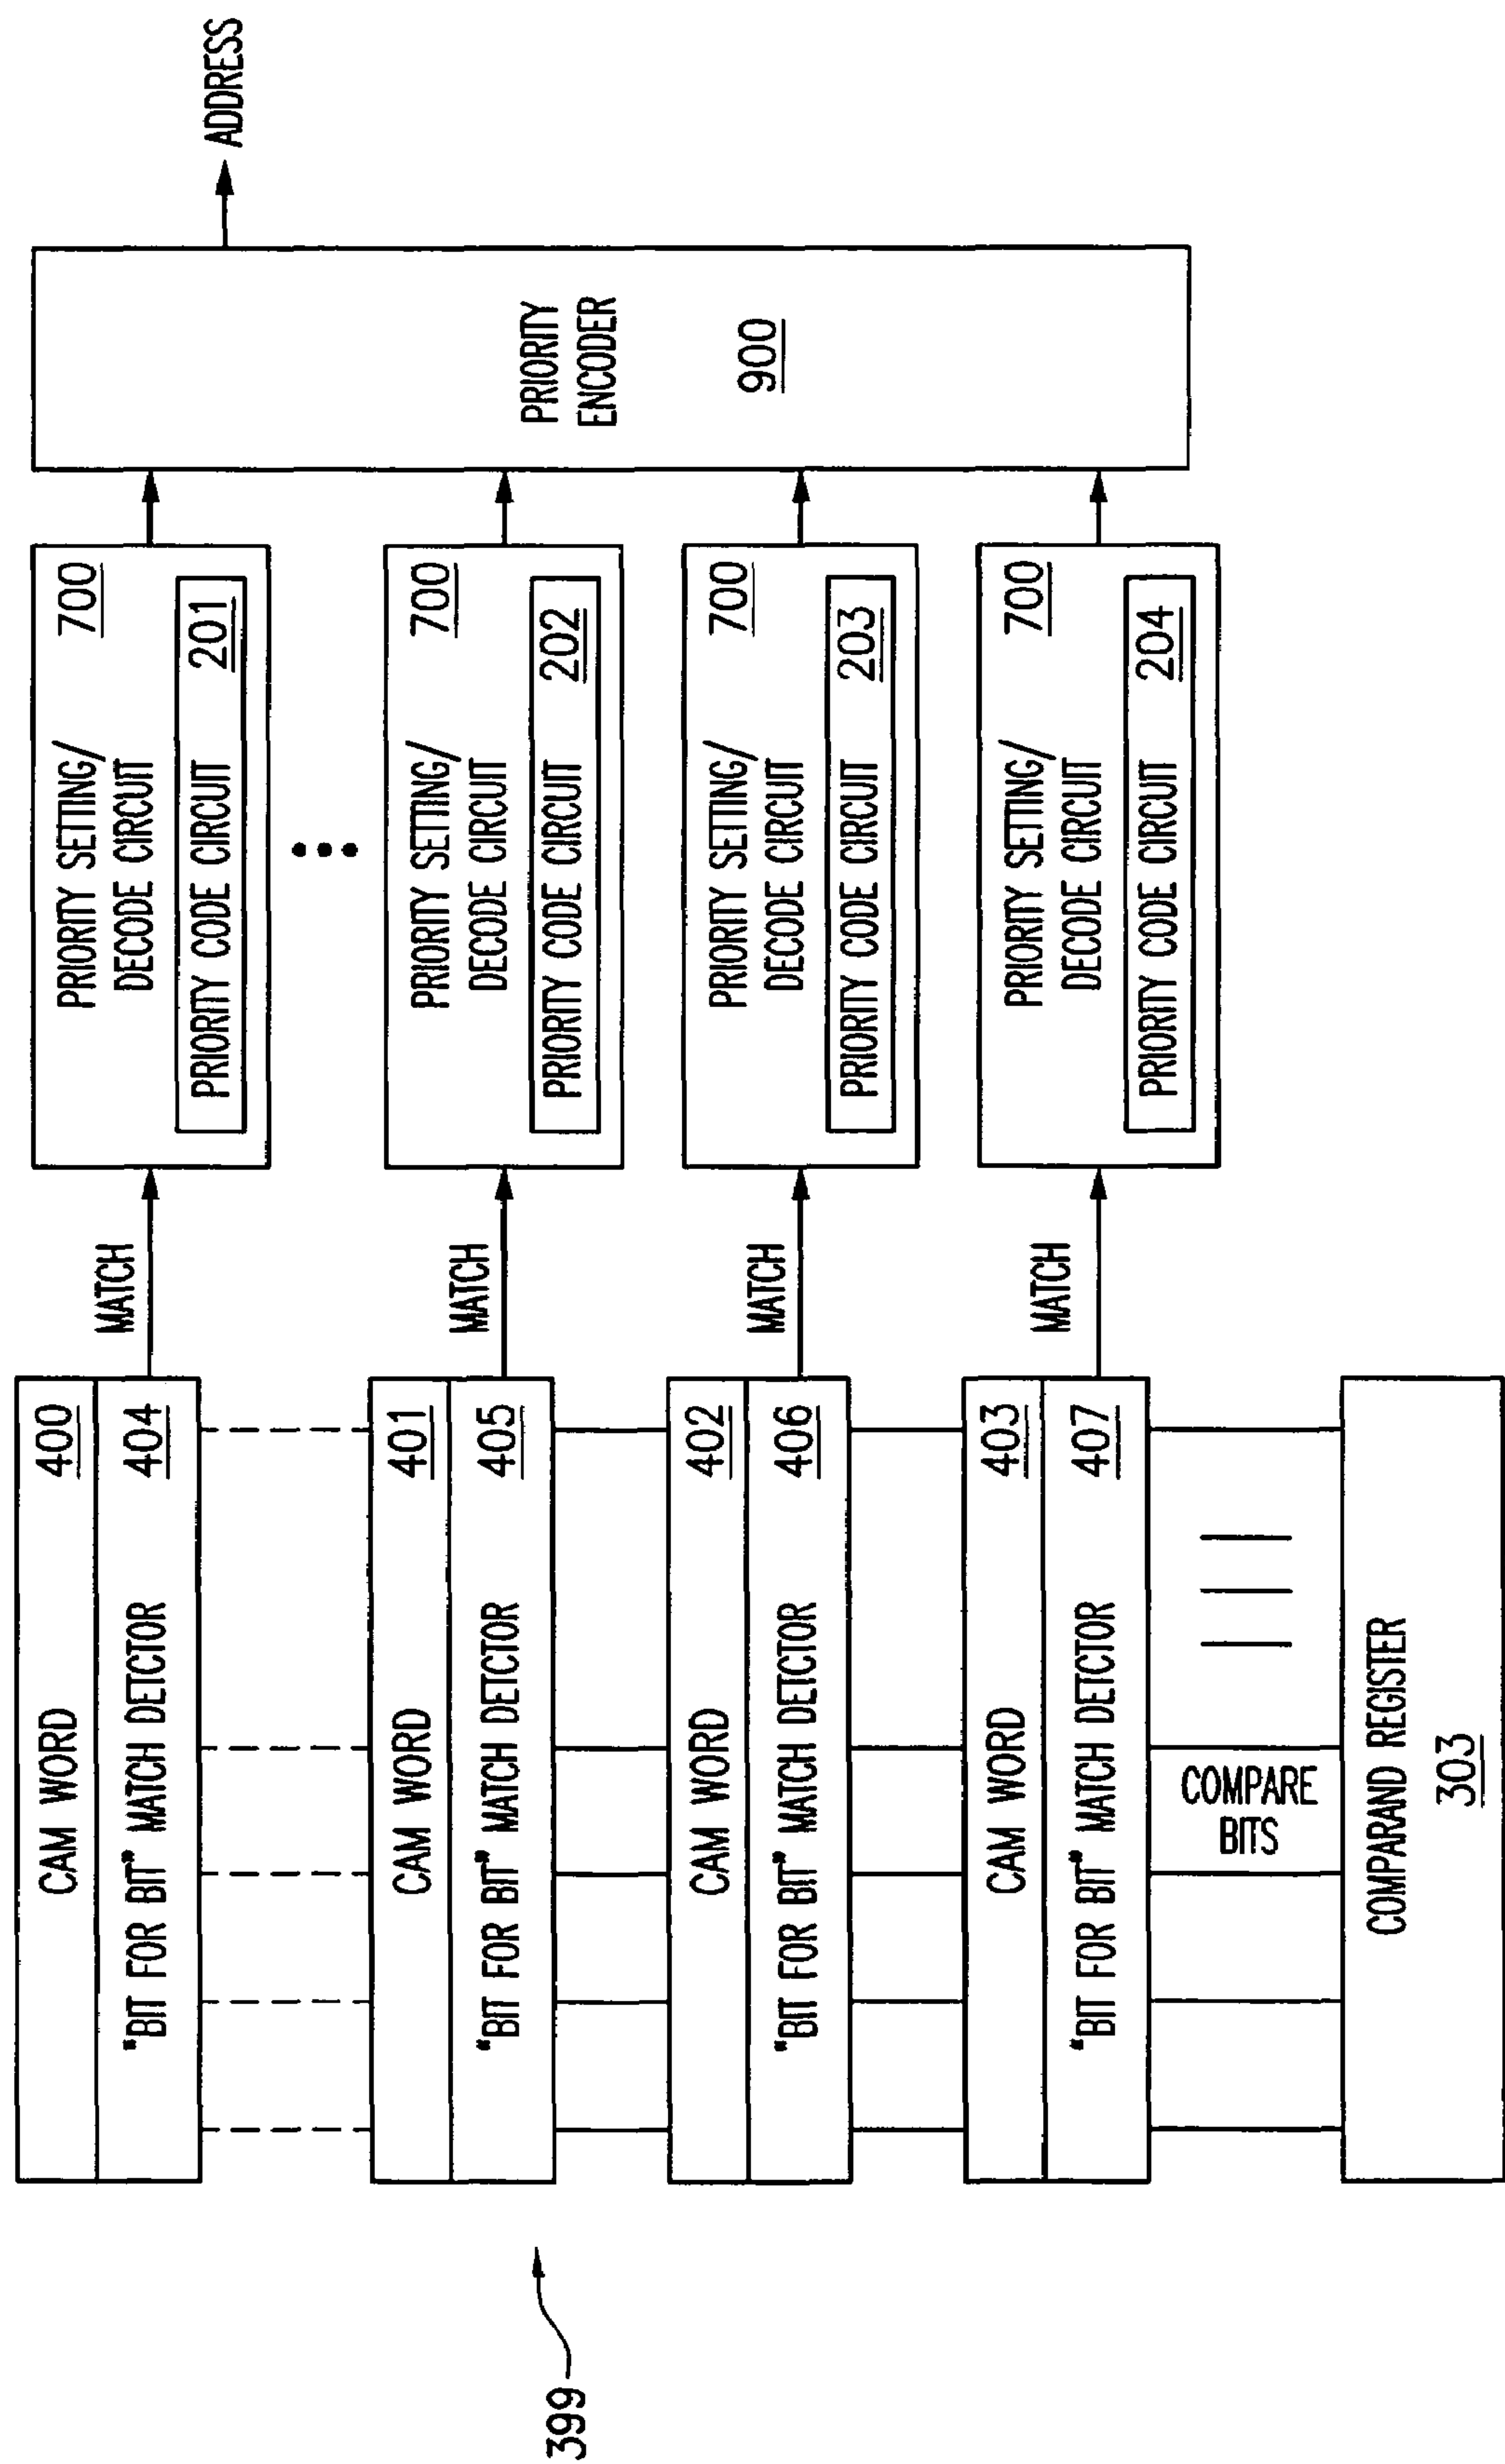 CAM WORD 400
"BIT FOR BIT" MATCH DETCTOR 404
MATCH
PRIORITY SETTING/ 700
DECODE CIRCUIT
PRIORITY CODE CIRCUIT 201
PRIORITY
ENCODER
900
ADDRESS
399
CAM WORD 401
"BIT FOR BIT" MATCH DETCTOR 405
MATCH
PRIORITY SETTING/ 700
DECODE CIRCUIT
PRIORITY CODE CIRCUIT 202
CAM WORD 402
"BIT FOR BIT" MATCH DETCTOR 406
MATCH
PRIORITY SETTING/ 700
DECODE CIRCUIT
PRIORITY CODE CIRCUIT 203
CAM WORD 403
"BIT FOR BIT" MATCH DETCTOR 407
MATCH
PRIORITY SETTING/ 700
DECODE CIRCUIT
PRIORITY CODE CIRCUIT 204
COMPARE
BITS
COMPARAND REGISTER
303